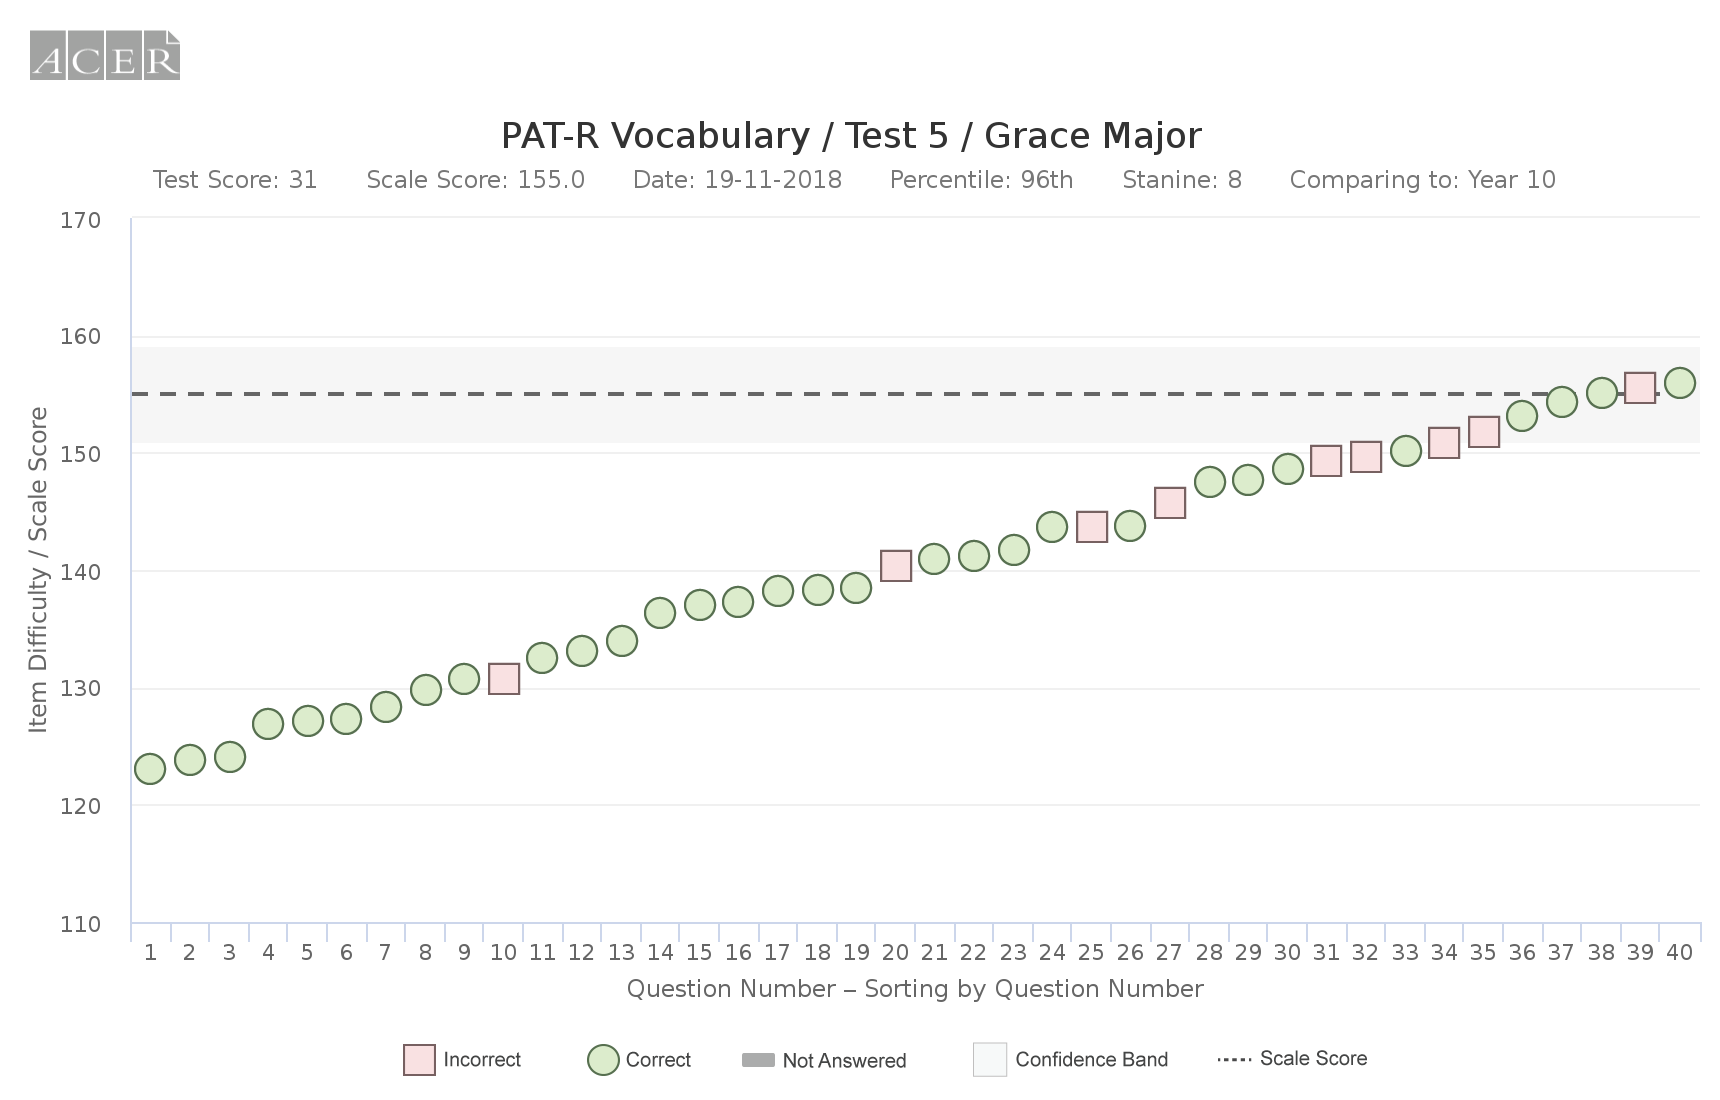 ACER
PAT-R Vocabulary / Test 5 / Grace Major
Test Score: 31 Scale Score: 155.0 Date: 19-11-2018 Percentile: 96th Stanine: 8 Comparing to: Year 10
170
160
150
140
130
120
110
Item Difficulty / Scale Score
1 2 3 4 5 6 7 8 9 10 11 12 13 14 15 16 17 18 19 20 21 22 23 24 25 26 27 28 29 30 31 32 33 34 35 36 37 38 39 40
Question Number – Sorting by Question Number
Incorrect Correct Not Answered Confidence Band Scale Score